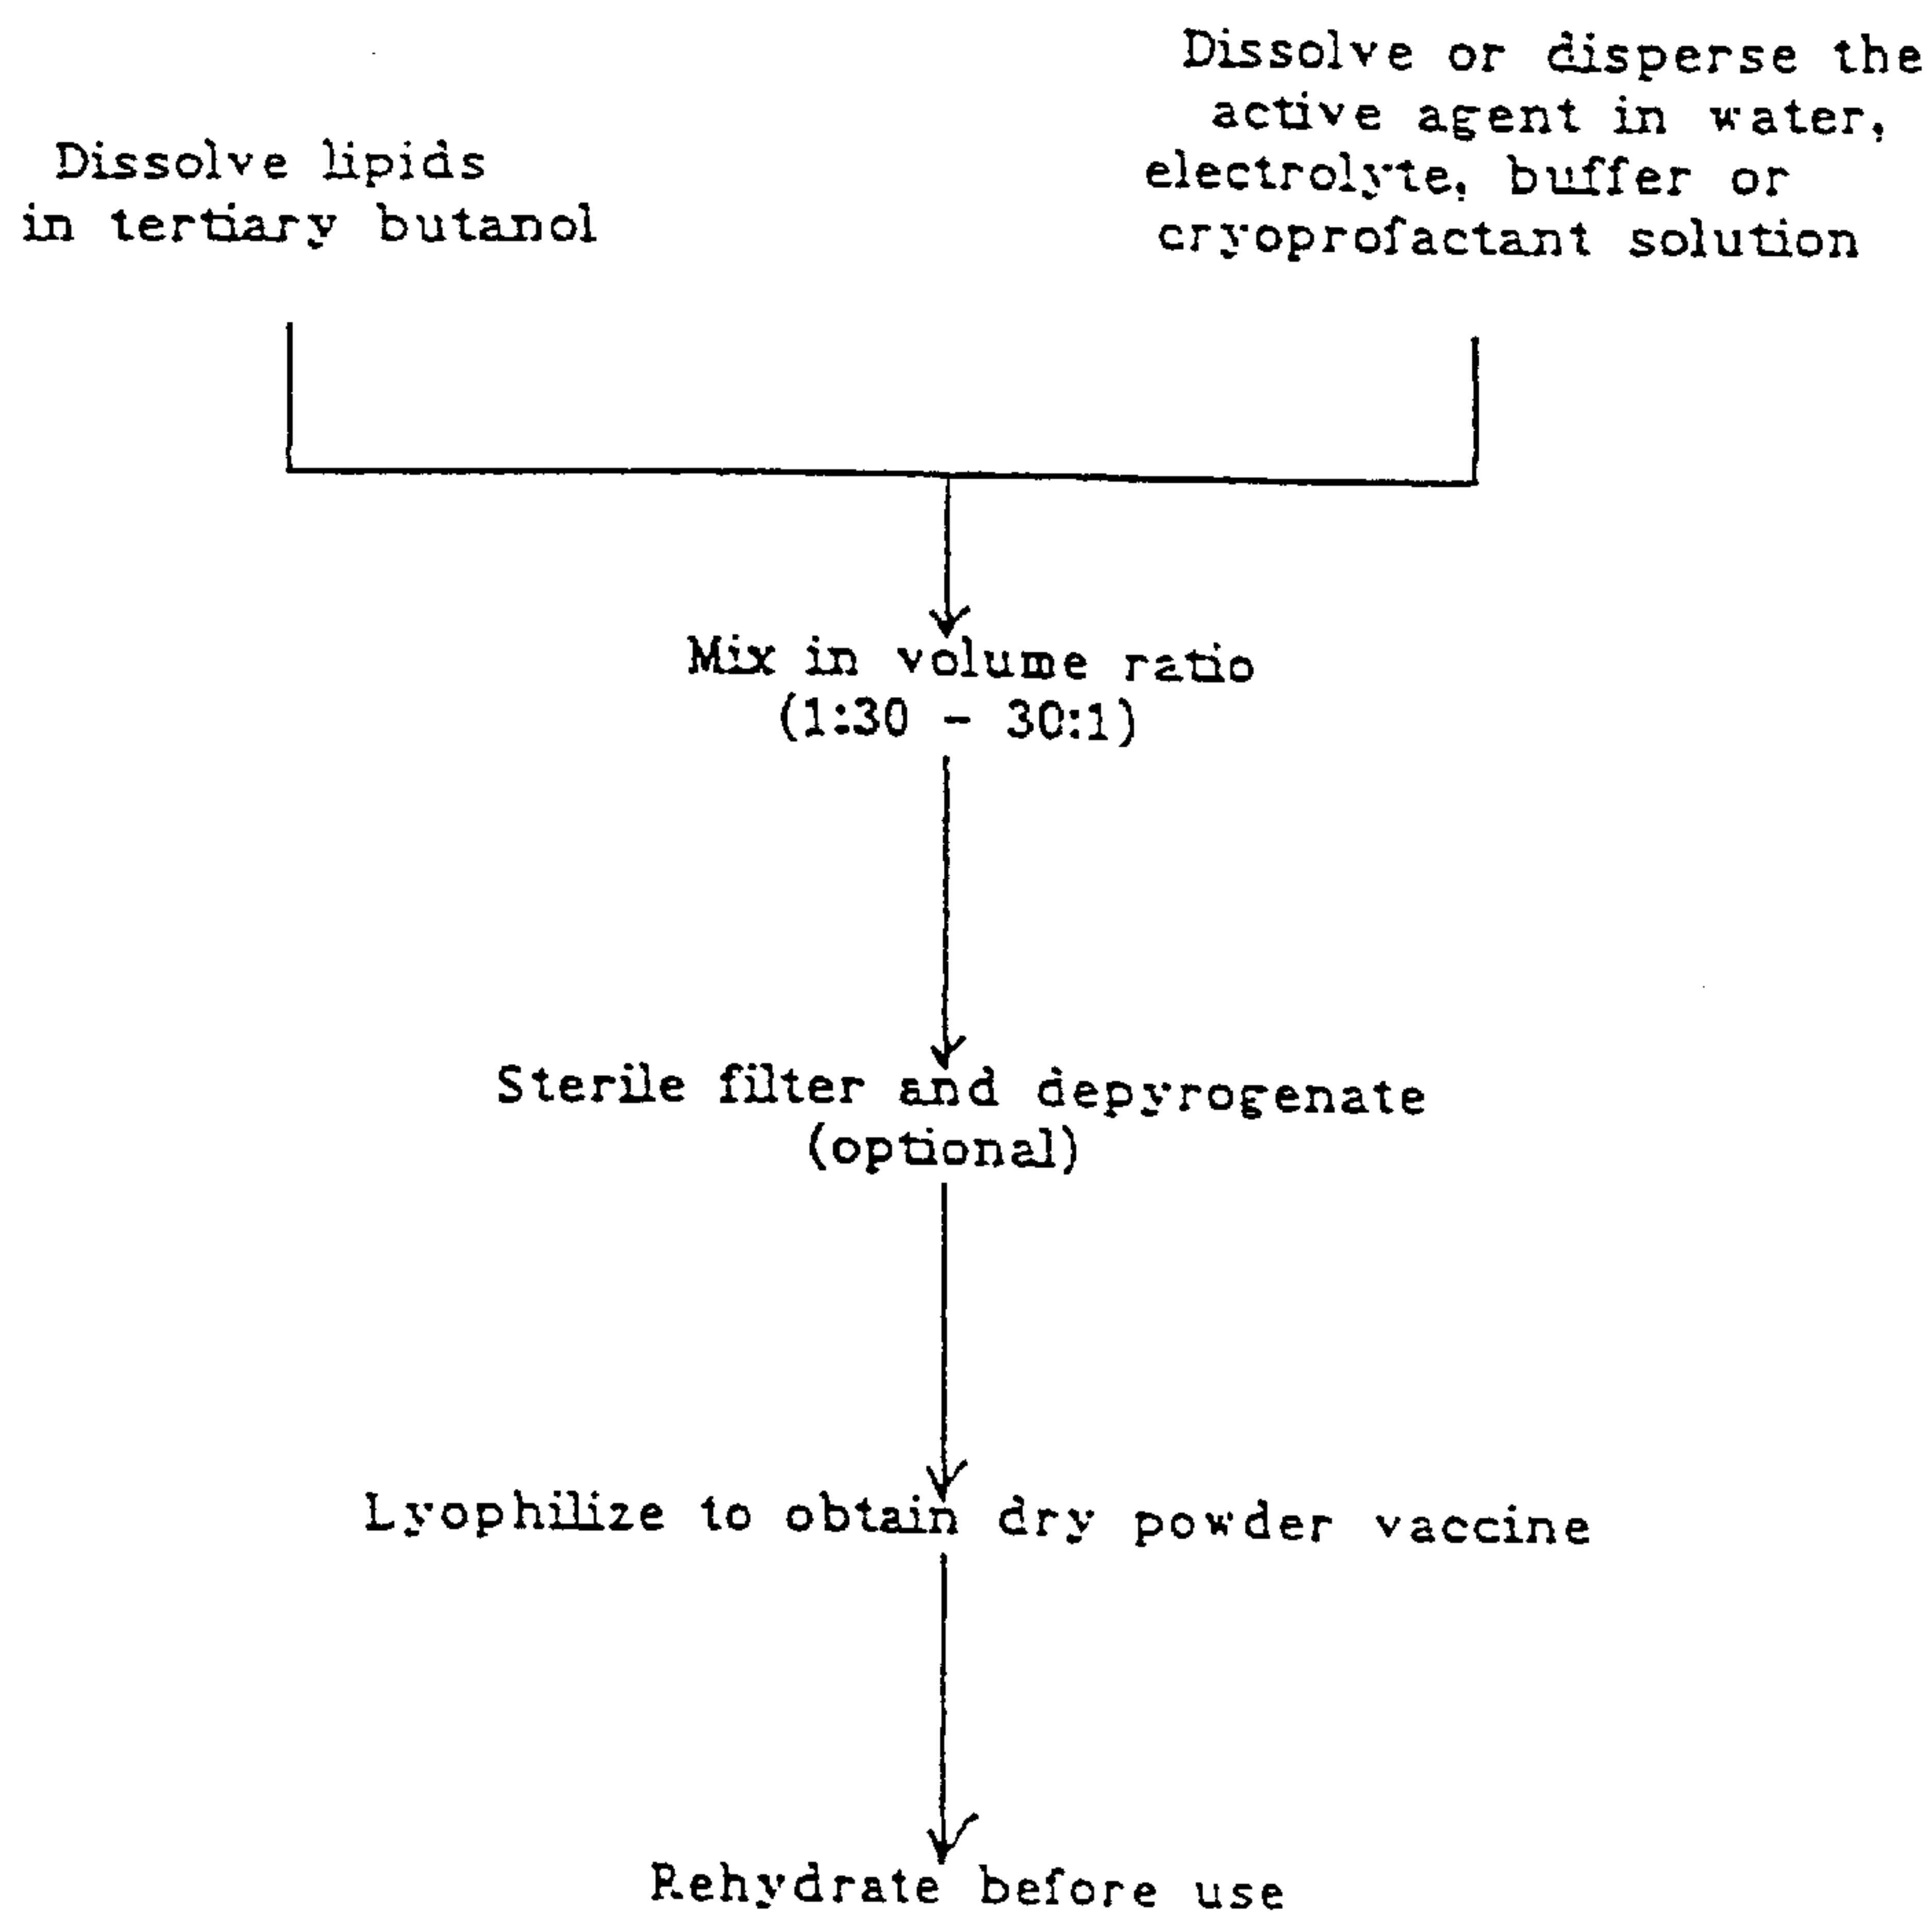 Dissolve lipids
in tertiary butanol
Dissolve or disperse the
active agent in water,
electrolyte, buffer or
cryoprofactant solution
Mix in volume ratio
(1:30 - 30:1)
Sterile filter and depyrogenate
(optional)
Lyophilize to obtain dry powder vaccine
Rehydrate before use